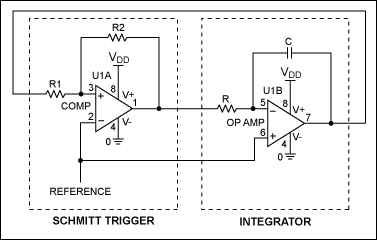 R2
VDD
C
VDD
R1
U1A
3
8
V+
+
COMP
1
−
2
4
V-
0
R
U1B
5
8
V+
−
OP AMP
7
6
+
4
V-
0
REFERENCE
SCHMITT TRIGGER
INTEGRATOR